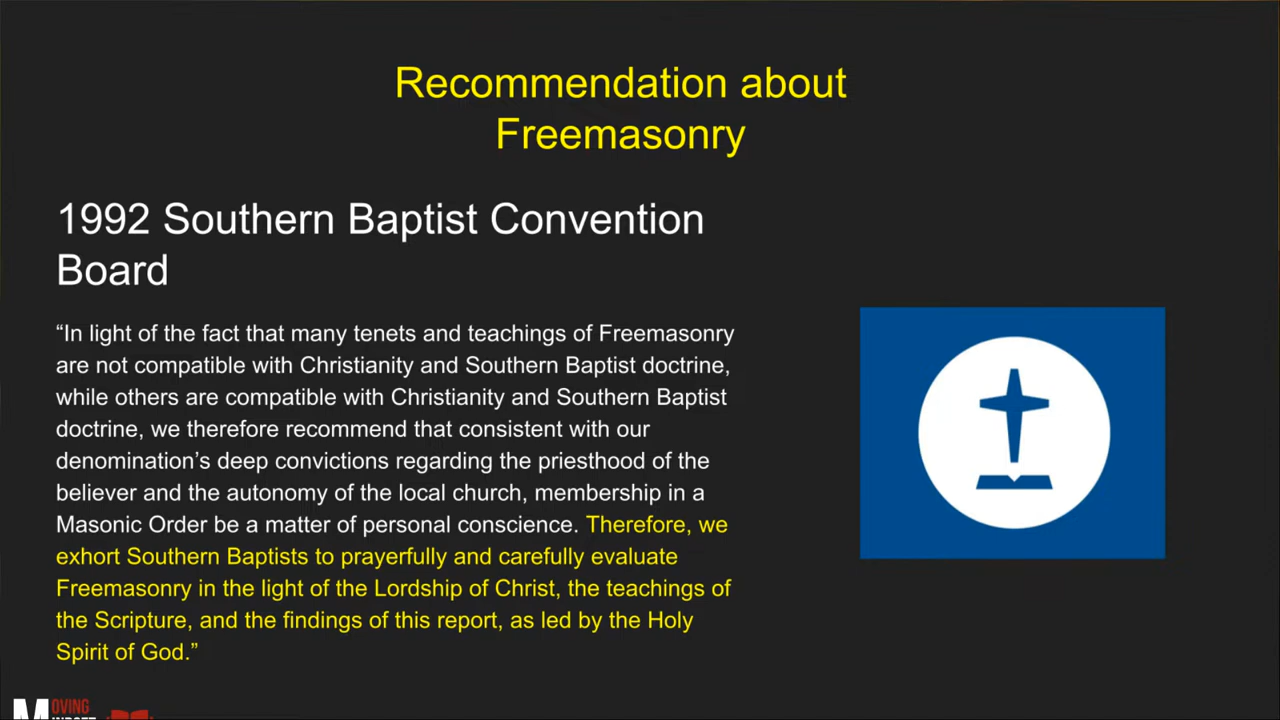 Recommendation about
Freemasonry
1992 Southern Baptist Convention
Board
“In light of the fact that many tenets and teachings of Freemasonry
are not compatible with Christianity and Southern Baptist doctrine,
while others are compatible with Christianity and Southern Baptist
doctrine, we therefore recommend that consistent with our
denomination’s deep convictions regarding the priesthood of the
believer and the autonomy of the local church, membership in a
Masonic Order be a matter of personal conscience. Therefore, we
exhort Southern Baptists to prayerfully and carefully evaluate
Freemasonry in the light of the Lordship of Christ, the teachings of
the Scripture, and the findings of this report, as led by the Holy
Spirit of God.”
MOVING